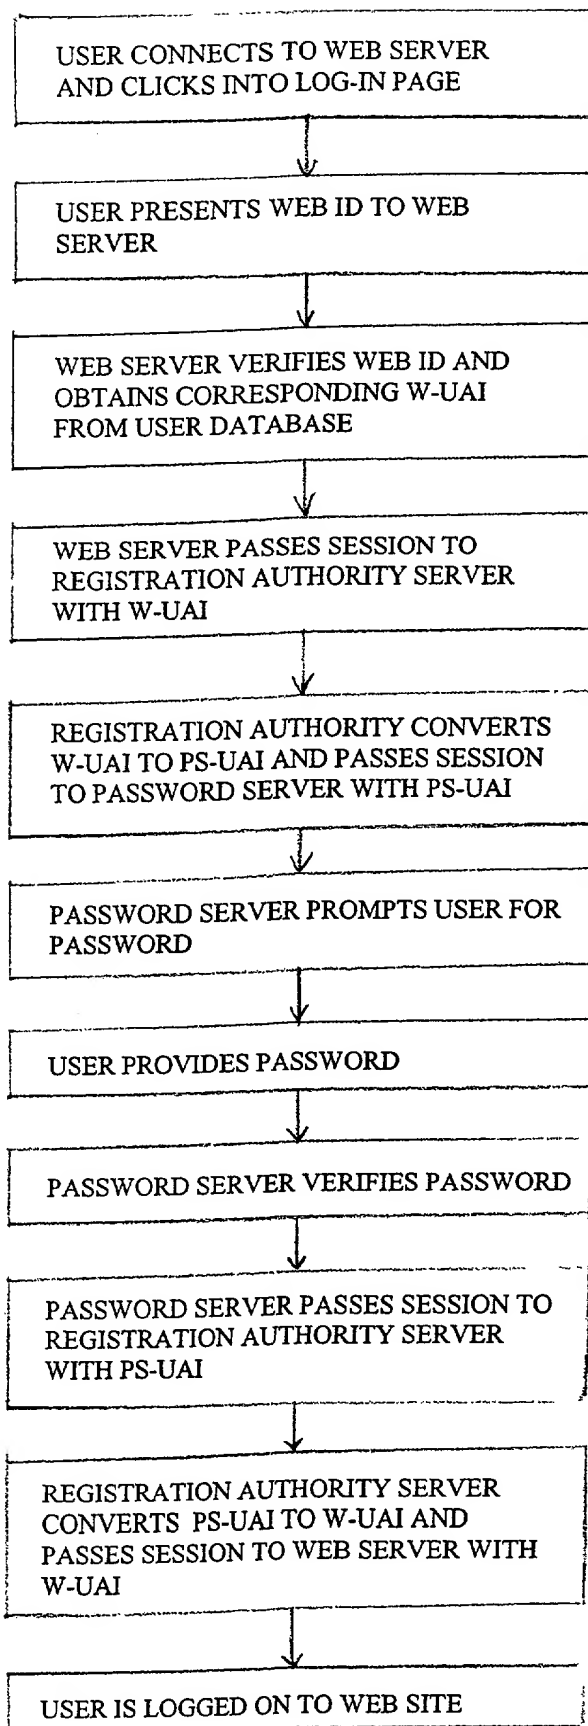 USER CONNECTS TO WEB SERVER
AND CLICKS INTO LOG-IN PAGE
USER PRESENTS WEB ID TO WEB
SERVER
WEB SERVER VERIFIES WEB ID AND
OBTAINS CORRESPONDING W-UAI
FROM USER DATABASE
WEB SERVER PASSES SESSION TO
REGISTRATION AUTHORITY SERVER
WITH W-UAI
REGISTRATION AUTHORITY CONVERTS
W-UAI TO PS-UAI AND PASSES SESSION
TO PASSWORD SERVER WITH PS-UAI
PASSWORD SERVER PROMPTS USER FOR
PASSWORD
USER PROVIDES PASSWORD
PASSWORD SERVER VERIFIES PASSWORD
PASSWORD SERVER PASSES SESSION TO
REGISTRATION AUTHORITY SERVER
WITH PS-UAI
REGISTRATION AUTHORITY SERVER
CONVERTS PS-UAI TO W-UAI AND
PASSES SESSION TO WEB SERVER WITH
W-UAI
USER IS LOGGED ON TO WEB SITE